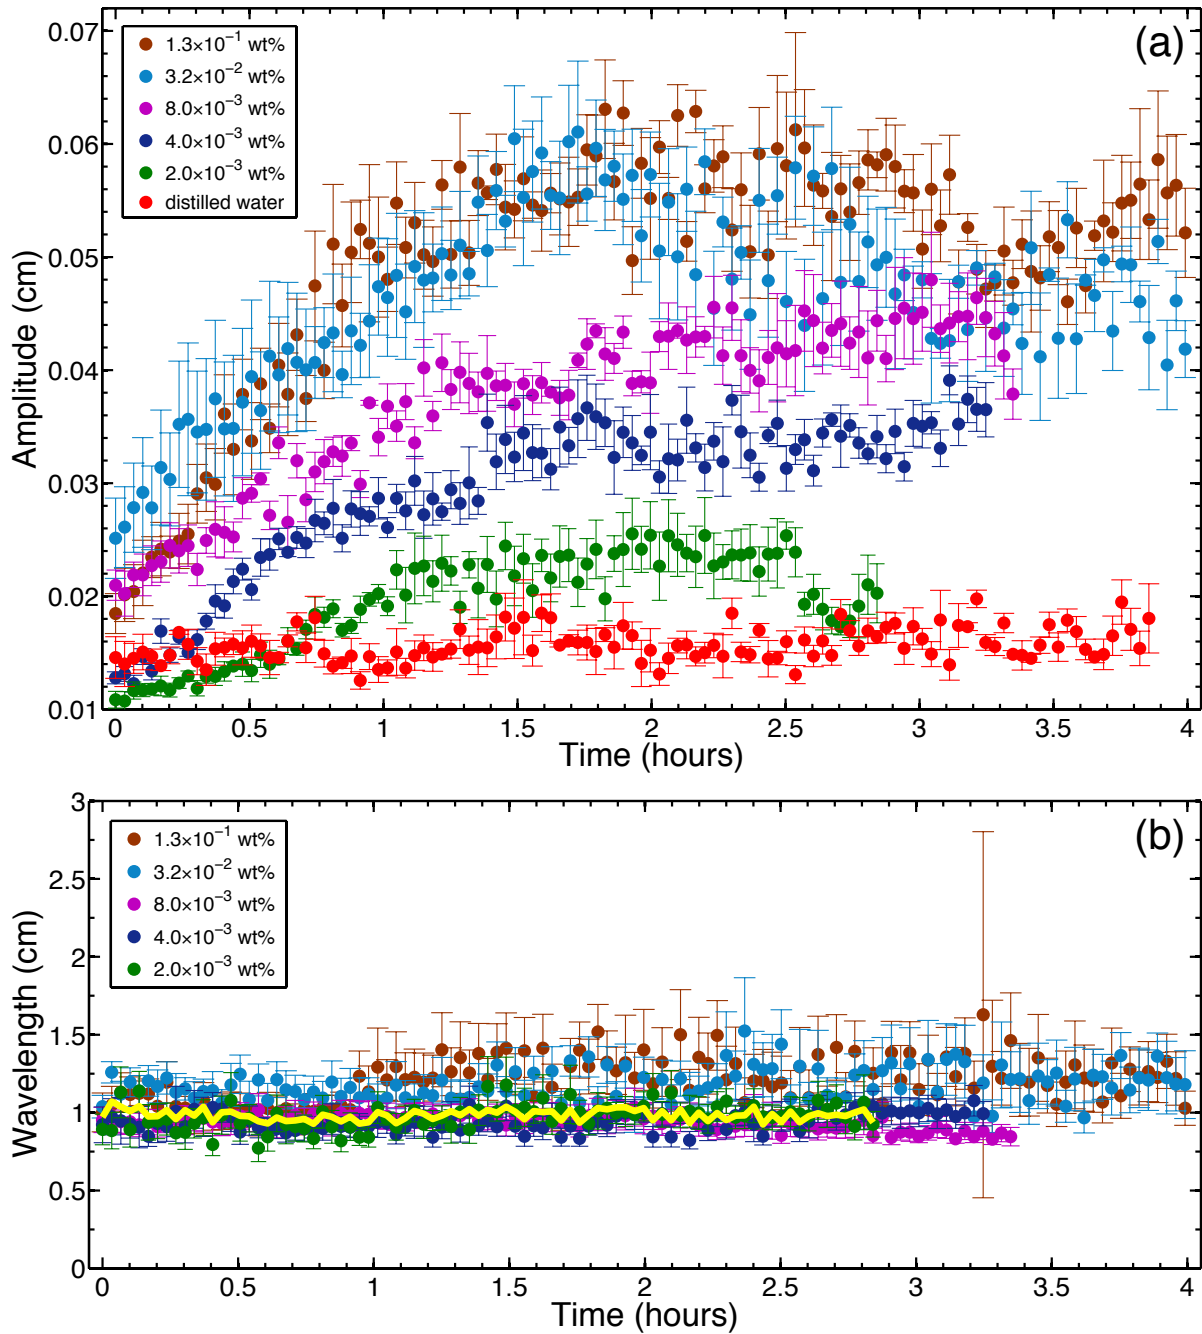 (a)
0.07
0.06
0.05
0.04
0.03
0.02
0.01
Amplitude (cm)
1.3×10⁻¹ wt%
3.2×10⁻² wt%
8.0×10⁻³ wt%
4.0×10⁻³ wt%
2.0×10⁻³ wt%
distilled water
0 0.5 1 1.5 2 2.5 3 3.5 4
Time (hours)
(b)
3
2.5
2
1.5
1
0.5
0
Wavelength (cm)
1.3×10⁻¹ wt%
3.2×10⁻² wt%
8.0×10⁻³ wt%
4.0×10⁻³ wt%
2.0×10⁻³ wt%
0 0.5 1 1.5 2 2.5 3 3.5 4
Time (hours)